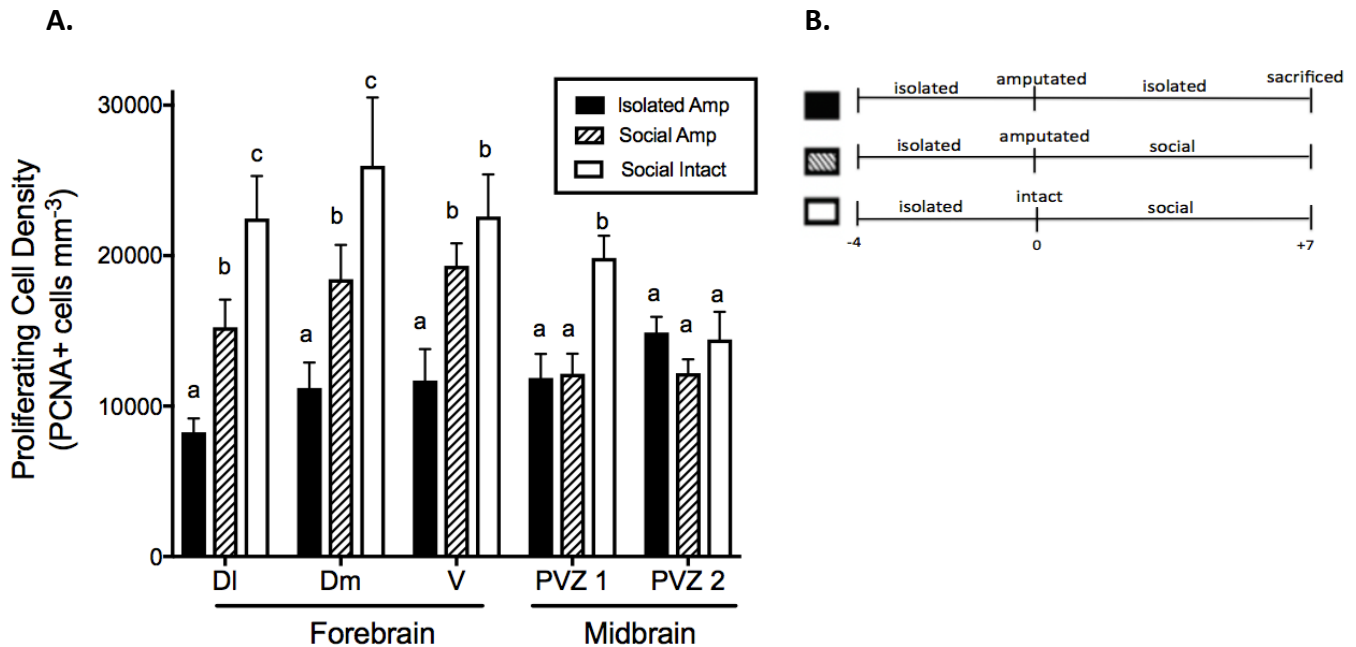 A.
Proliferating Cell Density
(PCNA+ cells mm-3)
30000
20000
10000
0
Isolated Amp
Social Amp
Social Intact
a
b
c
a
b
c
a
b
b
a
a
b
a
a
a
Dl
Dm
V
PVZ 1
PVZ 2
Forebrain
Midbrain
B.
isolated amputated isolated sacrificed
isolated amputated social
isolated intact social
-4 0 +7